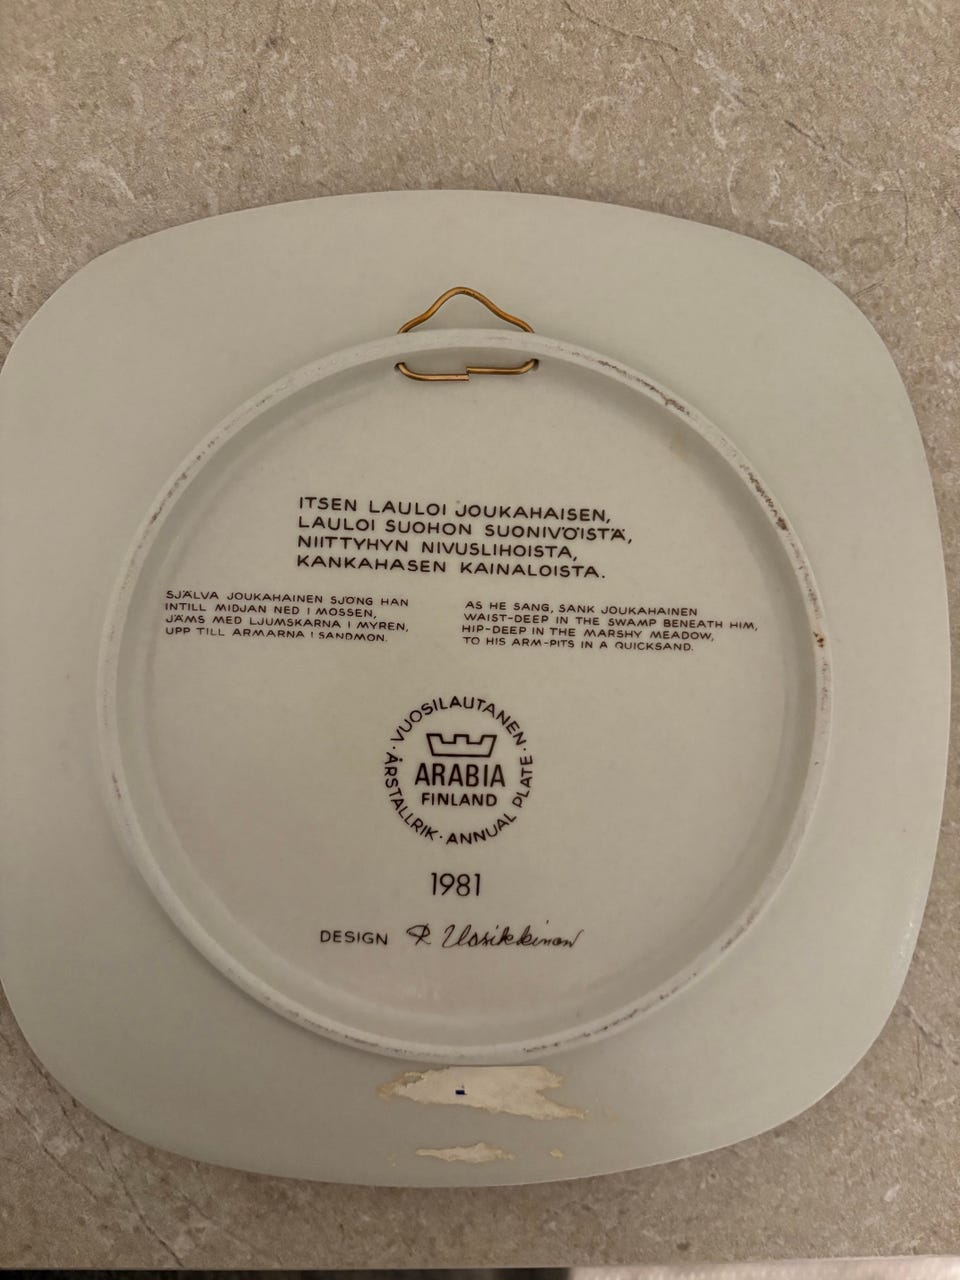 ITSEN LAULOI JOUKAHAISEN,
LAULOI SUOHON SUONIVÖISTÄ,
NIITTYHYN NIVUSLIHOISTA,
KANKAHASEN KAINALOISTA.
SJÄLVA JOUKAHAINEN SJÖNG HAN
INTILL MIDJAN NED I MOSSEN,
JÄMS MED LJUMSKARNA I MYREN,
UPP TILL ARMARNA I SANDMON.
AS HE SANG, SANK JOUKAHAINEN
WAIST-DEEP IN THE SWAMP BENEATH HIM,
HIP-DEEP IN THE MARSHY MEADOW,
TO HIS ARM-PITS IN A QUICKSAND.
· VUOSILAUTANEN ·
ARABIA
FINLAND
ÅRSTALLRIK · ANNUAL PLATE
1981
DESIGN R. Uosikkinen